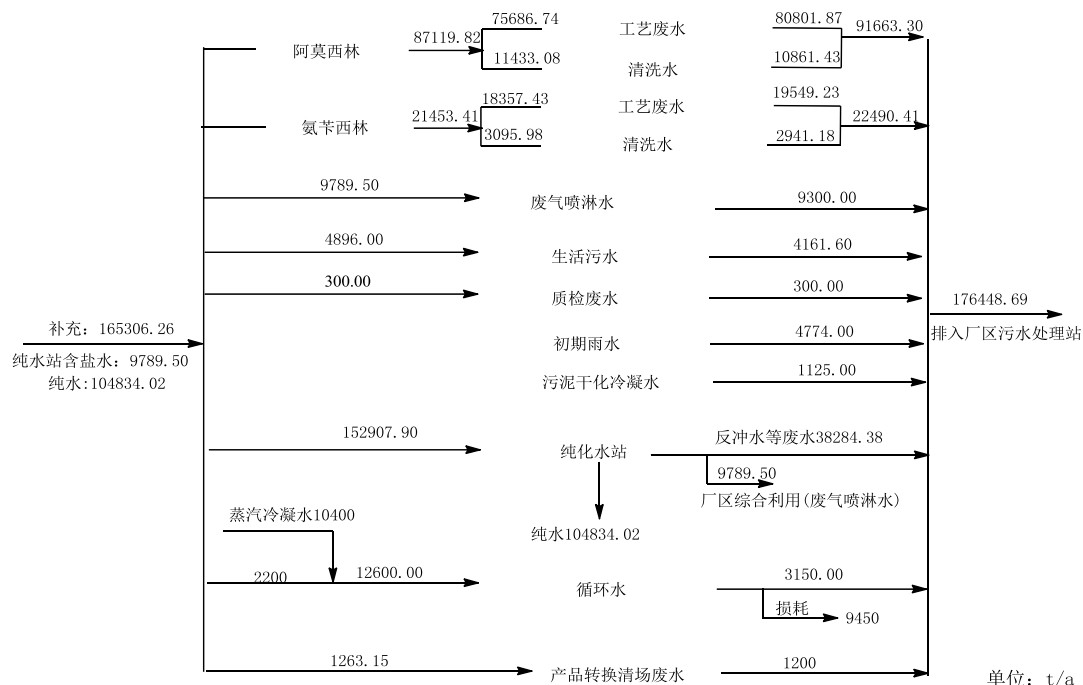 75686.74
工艺废水
80801.87
阿莫西林
87119.82
91663.30
11433.08
清洗水
10861.43
18357.43
工艺废水
19549.23
氨苄西林
21453.41
22490.41
3095.98
清洗水
2941.18
9789.50
废气喷淋水
9300.00
4896.00
生活污水
4161.60
300.00
质检废水
300.00
176448.69
排入厂区污水处理站
补充：165306.26
纯水站含盐水：9789.50
纯水:104834.02
初期雨水
4774.00
污泥干化冷凝水
1125.00
152907.90
纯化水站
反冲水等废水38284.38
9789.50
厂区综合利用(废气喷淋水)
纯水104834.02
蒸汽冷凝水10400
2200
12600.00
循环水
3150.00
损耗
9450
1263.15
产品转换清场废水
1200
单位：t/a